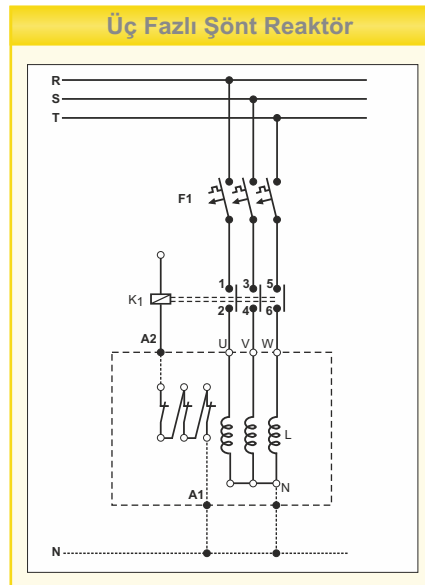 Üç Fazlı Şönt Reaktör
R
S
T
F1
1 3 5
K1
2 4 6
A2
U V W
L
N
A1
N